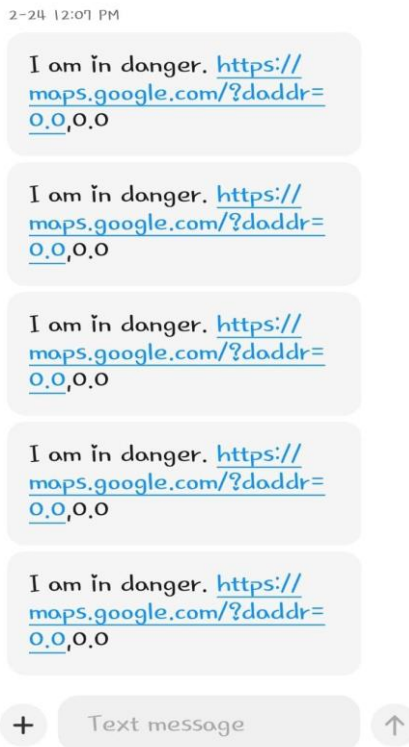 2-24 12:07 PM
I am in danger. https://
maps.google.com/?daddr=
0.0,0.0
I am in danger. https://
maps.google.com/?daddr=
0.0,0.0
I am in danger. https://
maps.google.com/?daddr=
0.0,0.0
I am in danger. https://
maps.google.com/?daddr=
0.0,0.0
I am in danger. https://
maps.google.com/?daddr=
0.0,0.0
Text message